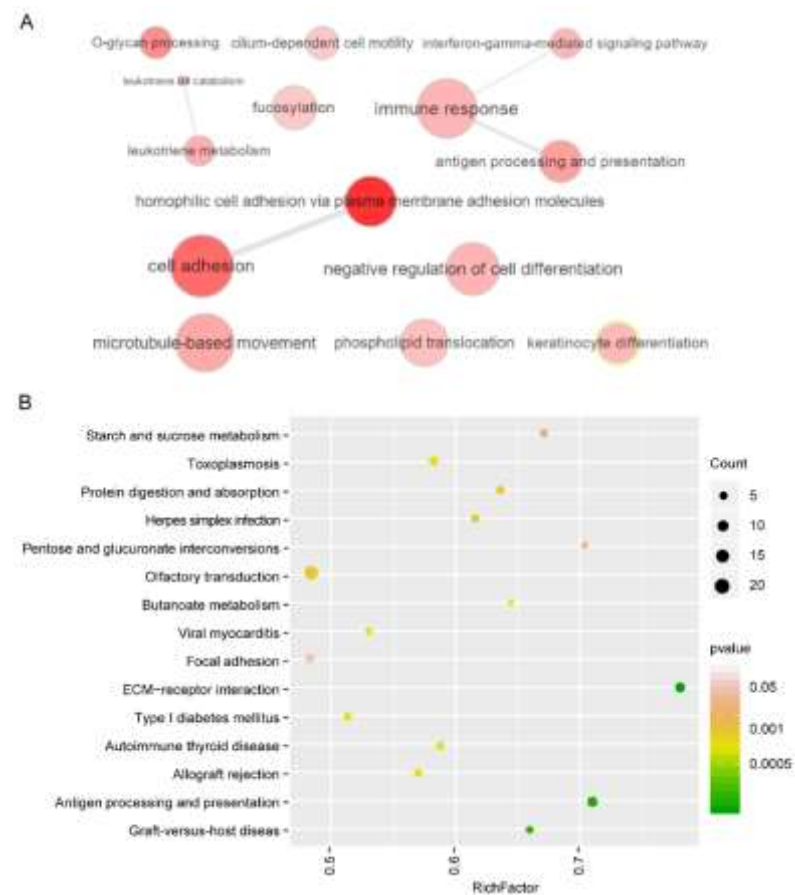 A
O-glycan processing
cilium-dependent cell motility
interferon-gamma-mediated signaling pathway
leukotriene catabolism
fucosylation
immune response
leukotriene metabolism
antigen processing and presentation
homophilic cell adhesion via plasma membrane adhesion molecules
cell adhesion
negative regulation of cell differentiation
microtubule-based movement
phospholipid translocation
keratinocyte differentiation
B
Starch and sucrose metabolism
Toxoplasmosis
Protein digestion and absorption
Herpes simplex infection
Pentose and glucuronate interconversions
Olfactory transduction
Butanoate metabolism
Viral myocarditis
Focal adhesion
ECM−receptor interaction
Type I diabetes mellitus
Autoimmune thyroid disease
Allograft rejection
Antigen processing and presentation
Graft-versus-host diseas
0.5
0.6
0.7
RichFactor
Count
5
10
15
20
pvalue
0.05
0.001
0.0005